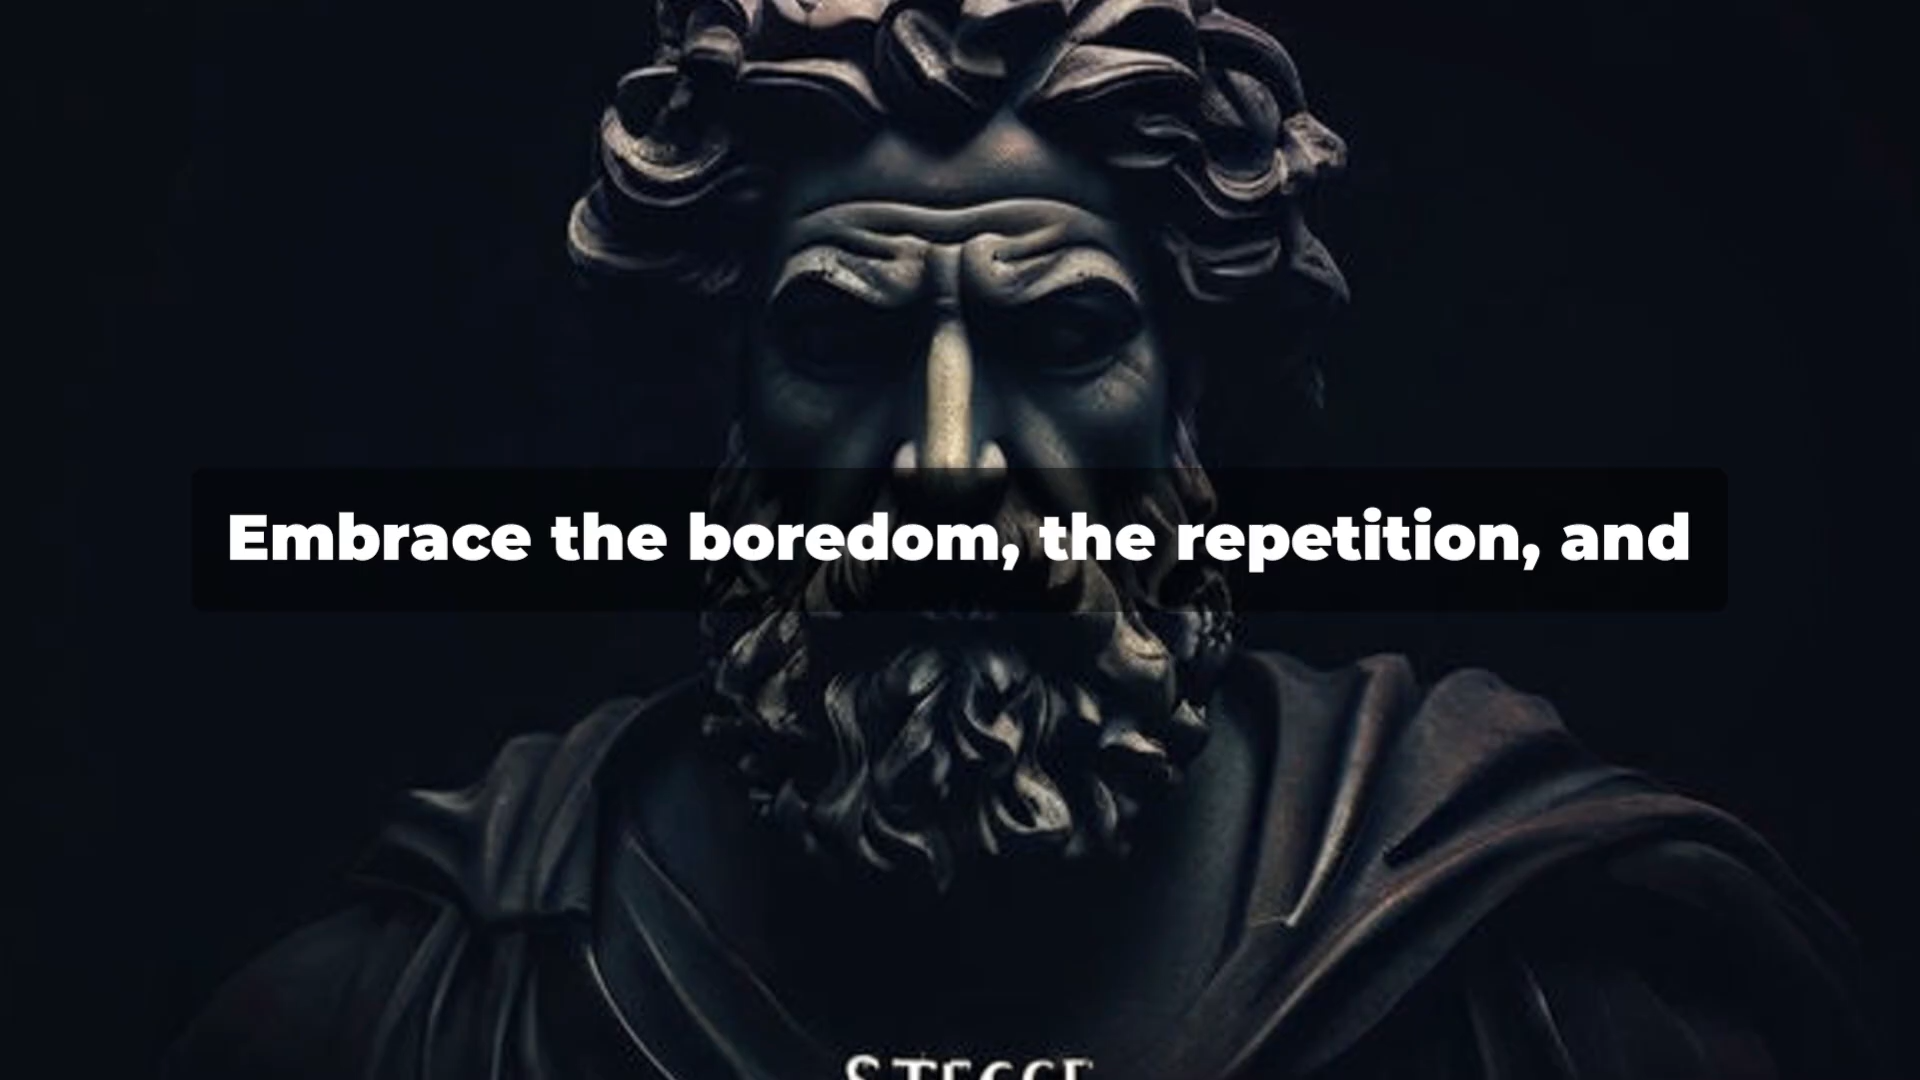 Embrace the boredom, the repetition, and